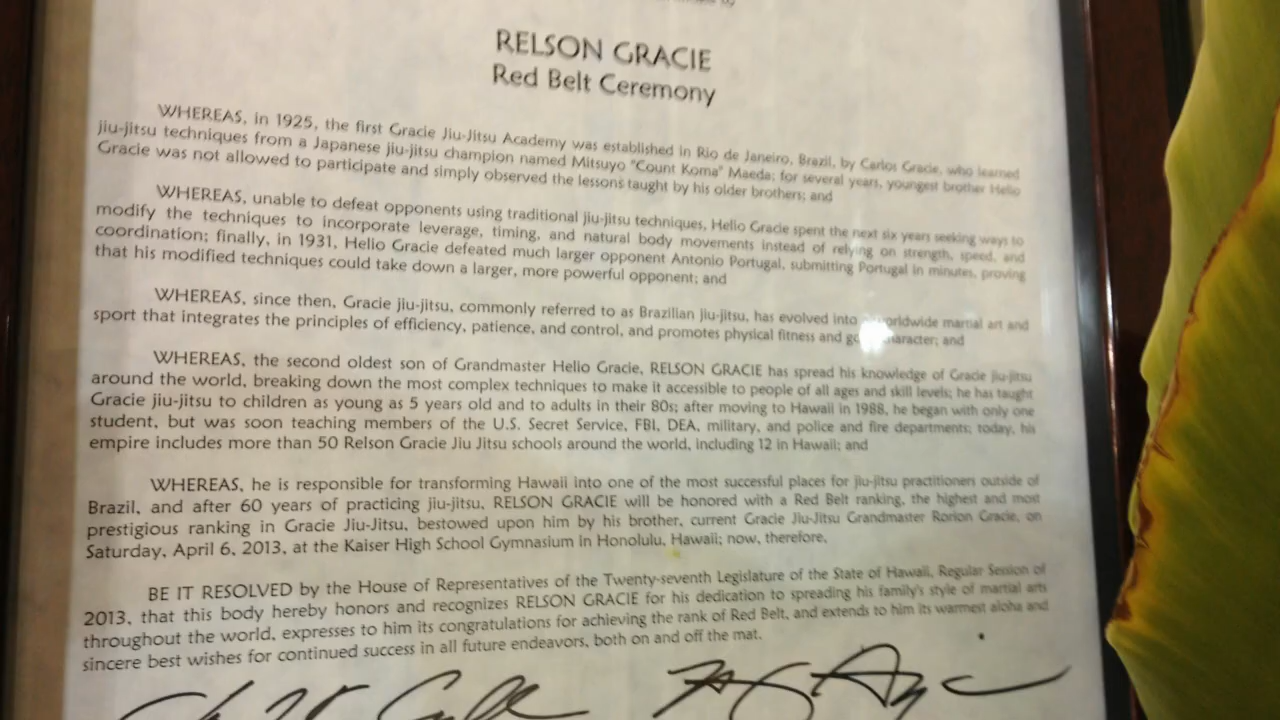 RELSON GRACIE
Red Belt Ceremony
WHEREAS, in 1925, the first Gracie Jiu-Jitsu Academy was established in Rio de Janeiro, Brazil, by Carlos Gracie, who learned
jiu-jitsu techniques from a Japanese jiu-jitsu champion named Mitsuyo "Count Koma" Maeda; for several years, youngest brother Helio
Gracie was not allowed to participate and simply observed the lessons taught by his older brothers; and
WHEREAS, unable to defeat opponents using traditional jiu-jitsu techniques, Helio Gracie spent the next six years seeking ways to
modify the techniques to incorporate leverage, timing, and natural body movements instead of relying on strength, speed, and
coordination; finally, in 1931, Helio Gracie defeated much larger opponent Antonio Portugal, submitting Portugal in minutes, proving
that his modified techniques could take down a larger, more powerful opponent; and
WHEREAS, since then, Gracie jiu-jitsu, commonly referred to as Brazilian jiu-jitsu, has evolved into worldwide martial art and
sport that integrates the principles of efficiency, patience, and control, and promotes physical fitness and character; and
WHEREAS, the second oldest son of Grandmaster Helio Gracie, RELSON GRACIE has spread his knowledge of Gracie jiu-jitsu
around the world, breaking down the most complex techniques to make it accessible to people of all ages and skill levels; he has taught
Gracie jiu-jitsu to children as young as 5 years old and to adults in their 80s; after moving to Hawaii in 1988, he began with only one
student, but was soon teaching members of the U.S. Secret Service, FBI, DEA, military, and police and fire departments; today, his
empire includes more than 50 Relson Gracie Jiu Jitsu schools around the world, including 12 in Hawaii; and
WHEREAS, he is responsible for transforming Hawaii into one of the most successful places for jiu-jitsu practitioners outside of
Brazil, and after 60 years of practicing jiu-jitsu, RELSON GRACIE will be honored with a Red Belt ranking, the highest and most
prestigious ranking in Gracie Jiu-Jitsu, bestowed upon him by his brother, current Gracie Jiu-Jitsu Grandmaster Rorion Gracie, on
Saturday, April 6, 2013, at the Kaiser High School Gymnasium in Honolulu, Hawaii; now, therefore,
BE IT RESOLVED by the House of Representatives of the Twenty-seventh Legislature of the State of Hawaii, Regular Session of
2013, that this body hereby honors and recognizes RELSON GRACIE for his dedication to spreading his family's style of martial arts
throughout the world, expresses to him its congratulations for achieving the rank of Red Belt, and extends to him its warmest aloha and
sincere best wishes for continued success in all future endeavors, both on and off the mat.